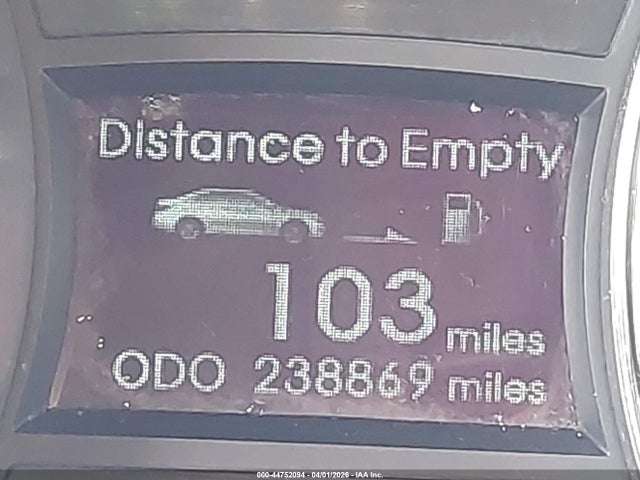 Distance to Empty
103 miles
ODO 238869 miles
000-44752094 - 04/01/2026 - IAA Inc.